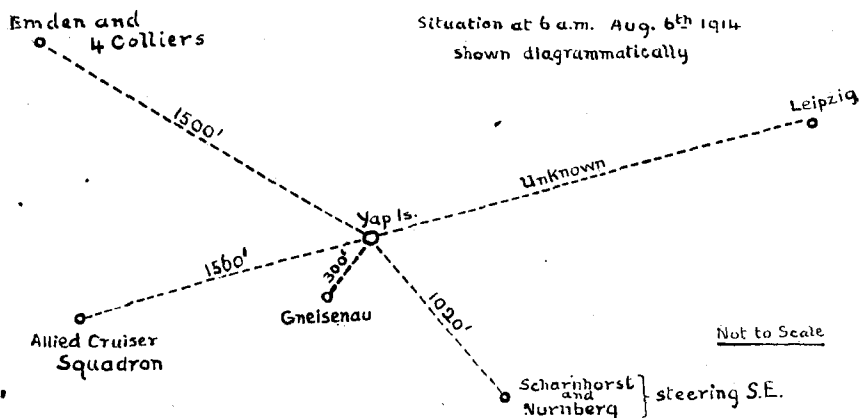 Emden and
4 Colliers
Situation at 6 a.m. Aug. 6th 1914
shown diagrammatically
Leipzig
1500'
Unknown
Yap Is.
1560'
300'
Gneisenau
1020'
Allied Cruiser
Squadron
Not to Scale
Scharnhorst
and
Nurnberg
steering S.E.